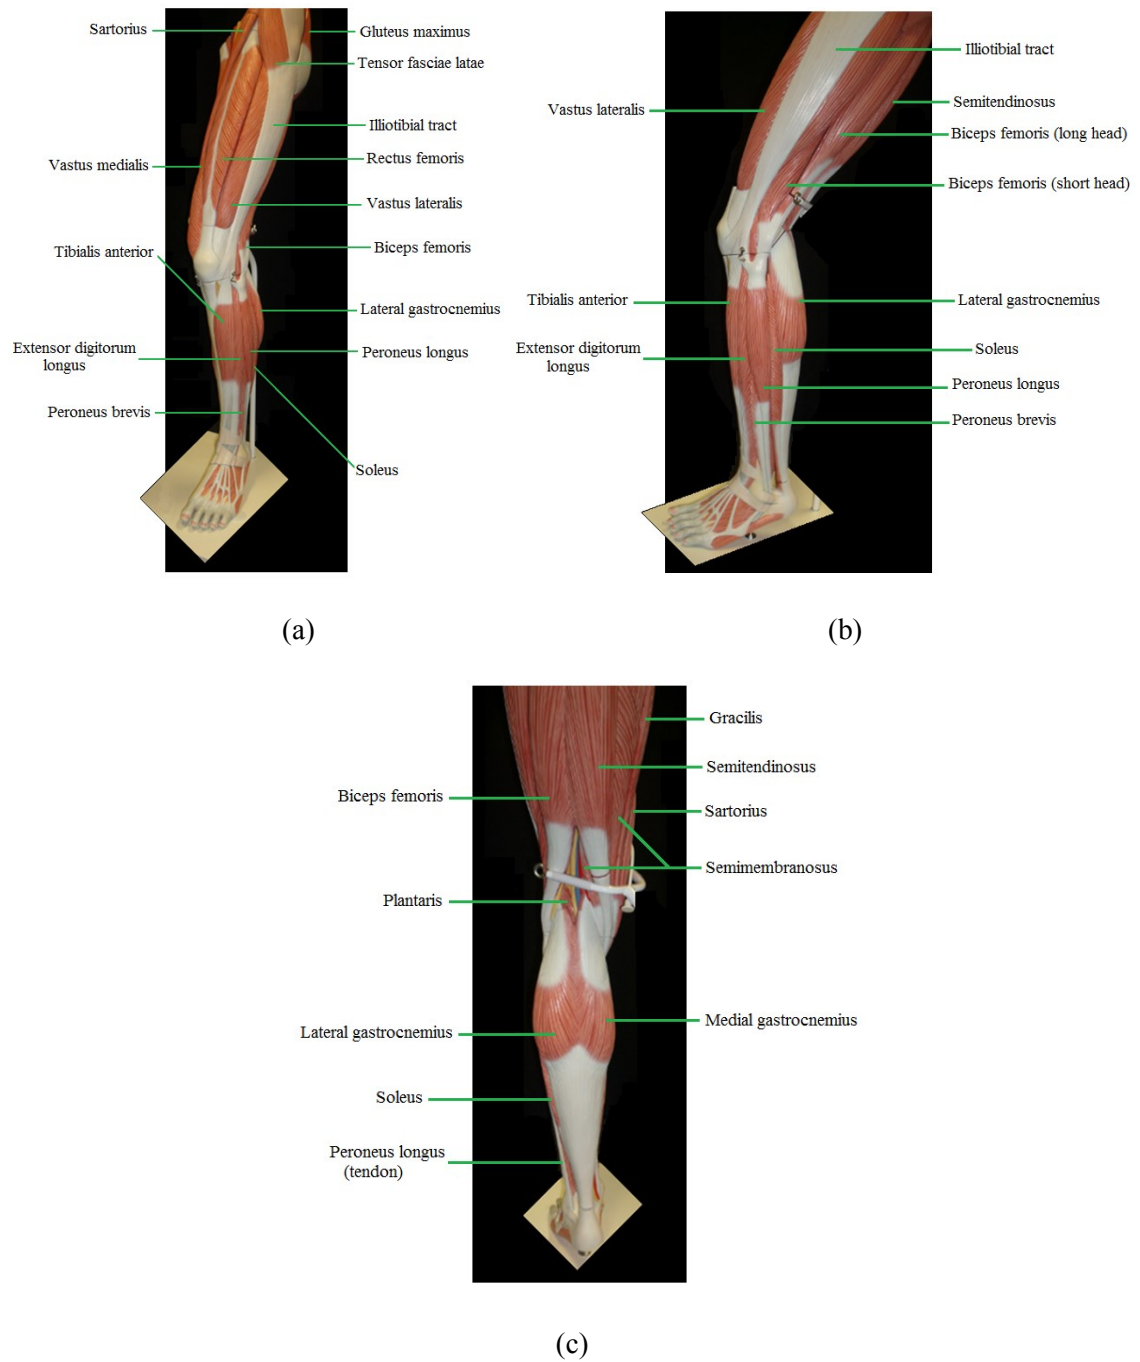 Sartorius
Gluteus maximus
Tensor fasciae latae
Illiotibial tract
Rectus femoris
Vastus medialis
Vastus lateralis
Biceps femoris
Tibialis anterior
Lateral gastrocnemius
Extensor digitorum
longus
Peroneus longus
Peroneus brevis
Soleus
(a)
Illiotibial tract
Semitendinosus
Vastus lateralis
Biceps femoris (long head)
Biceps femoris (short head)
Tibialis anterior
Lateral gastrocnemius
Extensor digitorum
longus
Soleus
Peroneus longus
Peroneus brevis
(b)
Gracilis
Semitendinosus
Biceps femoris
Sartorius
Semimembranosus
Plantaris
Medial gastrocnemius
Lateral gastrocnemius
Soleus
Peroneus longus
(tendon)
(c)